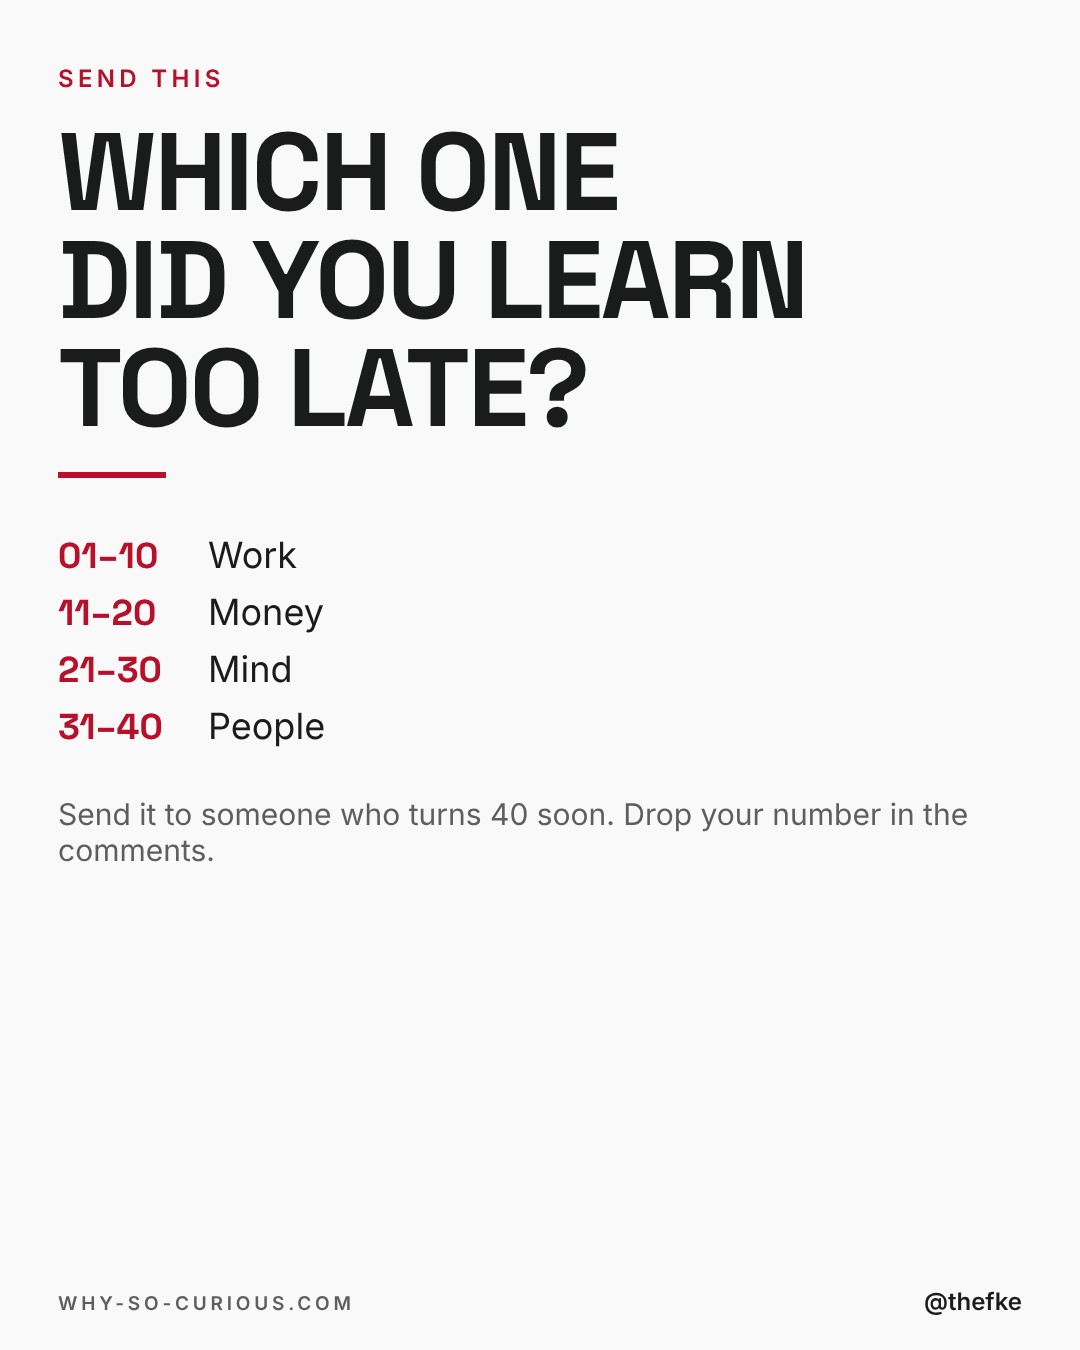 SEND THIS
WHICH ONE
DID YOU LEARN
TOO LATE?
01–10 Work
11–20 Money
21–30 Mind
31–40 People
Send it to someone who turns 40 soon. Drop your number in the
comments.
WHY-SO-CURIOUS.COM
@thefke